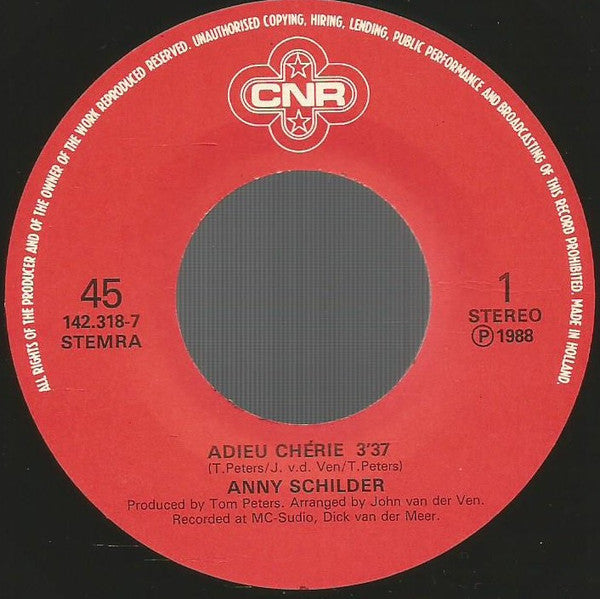 ALL RIGHTS OF THE PRODUCER AND OF THE OWNER OF THE WORK REPRODUCED RESERVED. UNAUTHORISED COPYING, HIRING, LENDING, PUBLIC PERFORMANCE AND BROADCASTING OF THIS RECORD PROHIBITED. MADE IN HOLLAND.
CNR
45
142.318-7
STEMRA
1
STEREO
Ⓟ 1988
ADIEU CHÉRIE 3'37
(T.Peters/J. v.d. Ven/T.Peters)
ANNY SCHILDER
Produced by Tom Peters. Arranged by John van der Ven.
Recorded at MC-Sudio, Dick van der Meer.